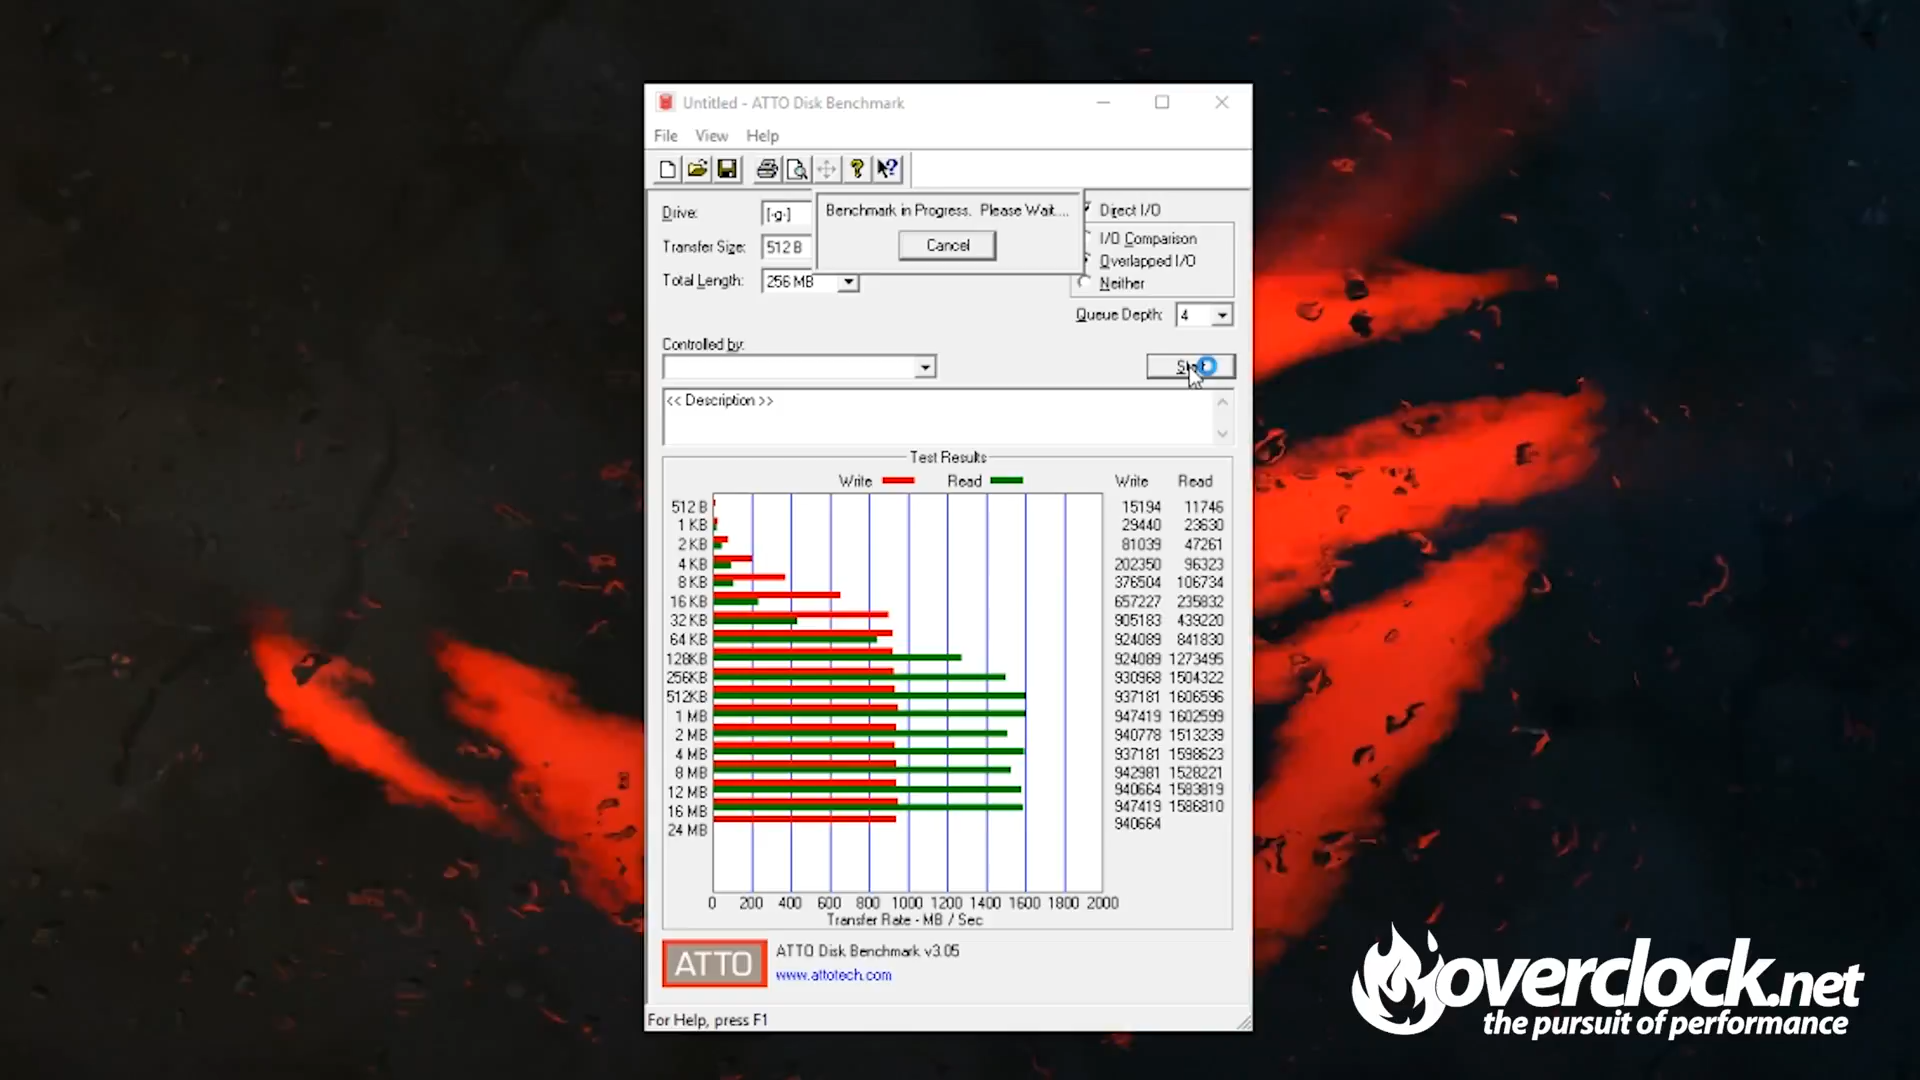 Untitled - ATTO Disk Benchmark
File View Help
Drive: [-g-]
Benchmark in Progress. Please Wait....
Direct I/O
Transfer Size: 512 B
Cancel
I/O Comparison
Overlapped I/O
Total Length: 256 MB
Neither
Queue Depth: 4
Controlled by:
<< Description >>
Test Results
Write Read Write Read
512 B 15194 11746
1 KB 29440 23630
2 KB 81039 47261
4 KB 202350 96323
8 KB 376504 106734
16 KB 657227 235832
32 KB 905183 439220
64 KB 924089 841830
128KB 924089 1273495
256KB 930968 1504322
512KB 937181 1606596
1 MB 947419 1602599
2 MB 940778 1513239
4 MB 937181 1598623
8 MB 942981 1528221
12 MB 940664 1583819
16 MB 947419 1586810
24 MB 940664
0 200 400 600 800 1000 1200 1400 1600 1800 2000
Transfer Rate - MB / Sec
ATTO
ATTO Disk Benchmark v3.05
www.attotech.com
For Help, press F1
overclock.net
the pursuit of performance